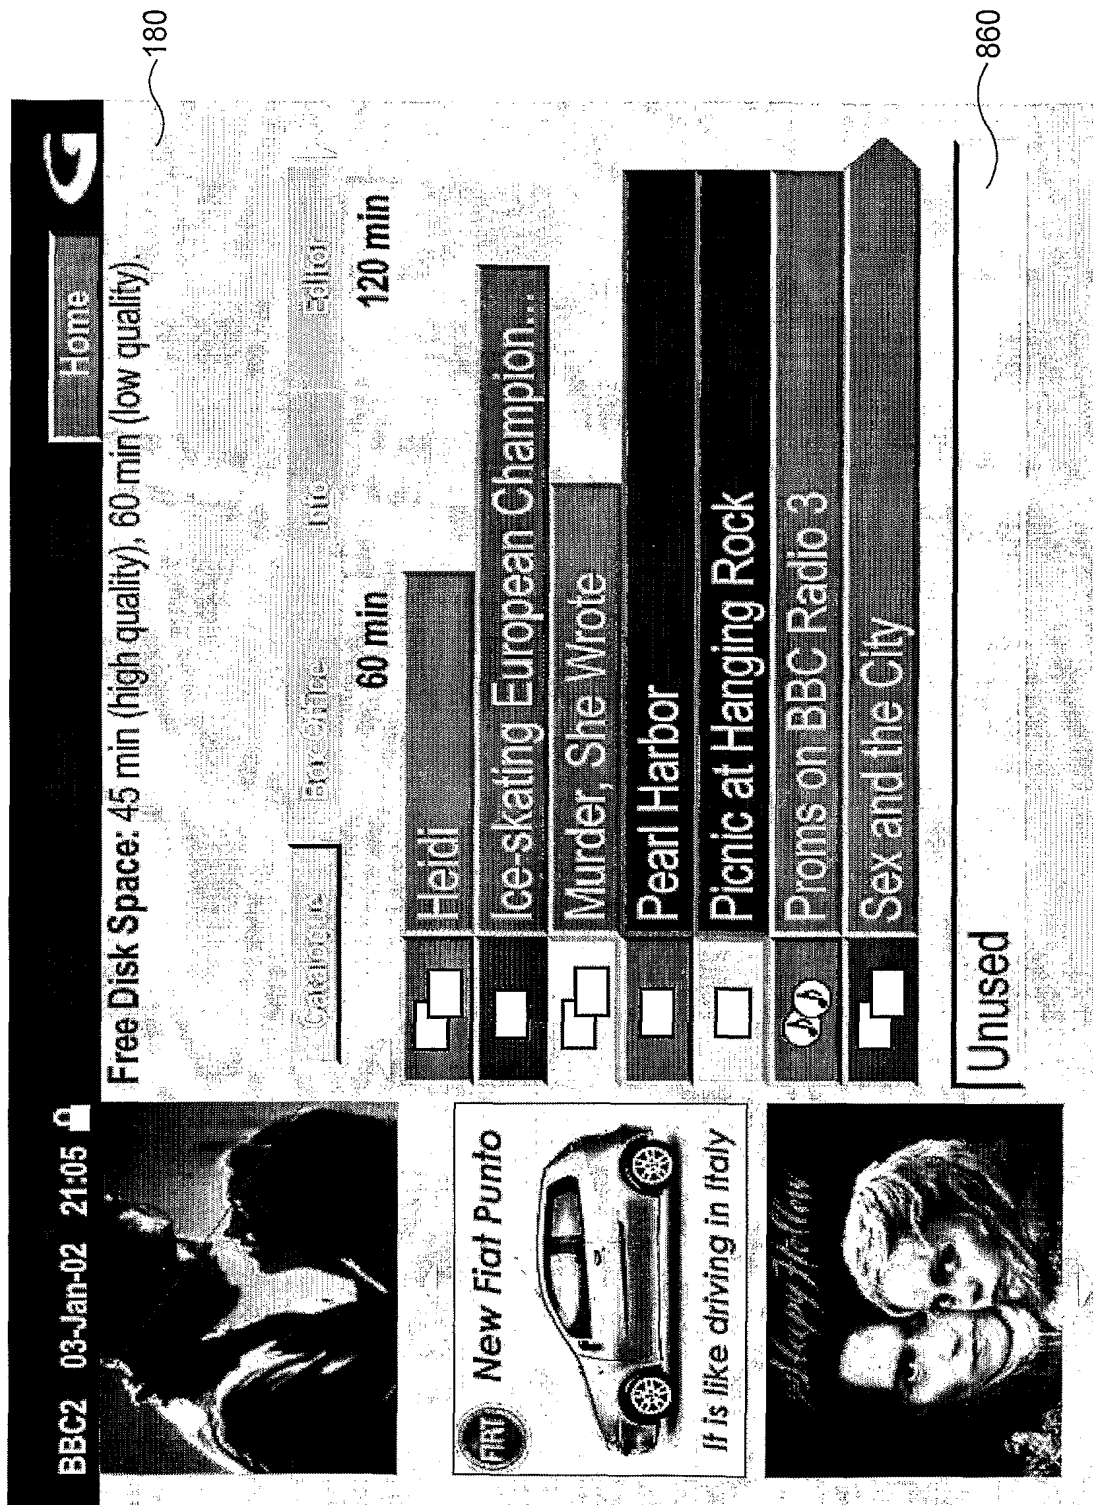 BBC2 03-Jan-02 21:05
Home
Free Disk Space: 45 min (high quality), 60 min (low quality).
180
Catalogue Box Office Info Editor
60 min 120 min
Heidi
Ice-skating European Champion...
Murder, She Wrote
Pearl Harbor
Picnic at Hanging Rock
Proms on BBC Radio 3
Sex and the City
Unused
860
New Fiat Punto
It is like driving in Italy